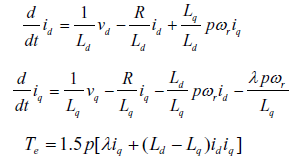 d/dt i_d = 1/L_d v_d − R/L_d i_d + L_q/L_d pω_r i_q
d/dt i_q = 1/L_q v_q − R/L_q i_q − L_d/L_q pω_r i_d − λpω_r/L_q
T_e = 1.5p[λi_q + (L_d − L_q)i_d i_q]